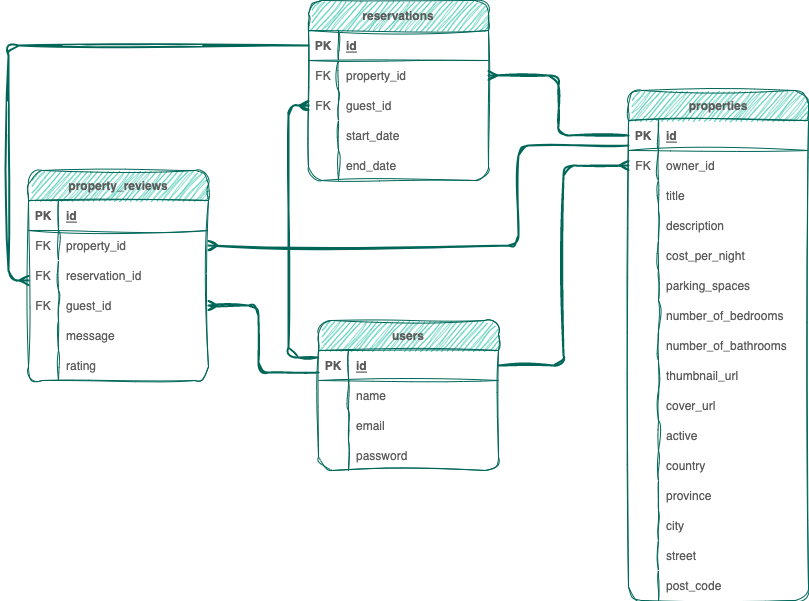 reservations
PK id
FK property_id
FK guest_id
start_date
end_date
properties
PK id
FK owner_id
title
description
cost_per_night
parking_spaces
number_of_bedrooms
number_of_bathrooms
thumbnail_url
cover_url
active
country
province
city
street
post_code
property_reviews
PK id
FK property_id
FK reservation_id
FK guest_id
message
rating
users
PK id
name
email
password